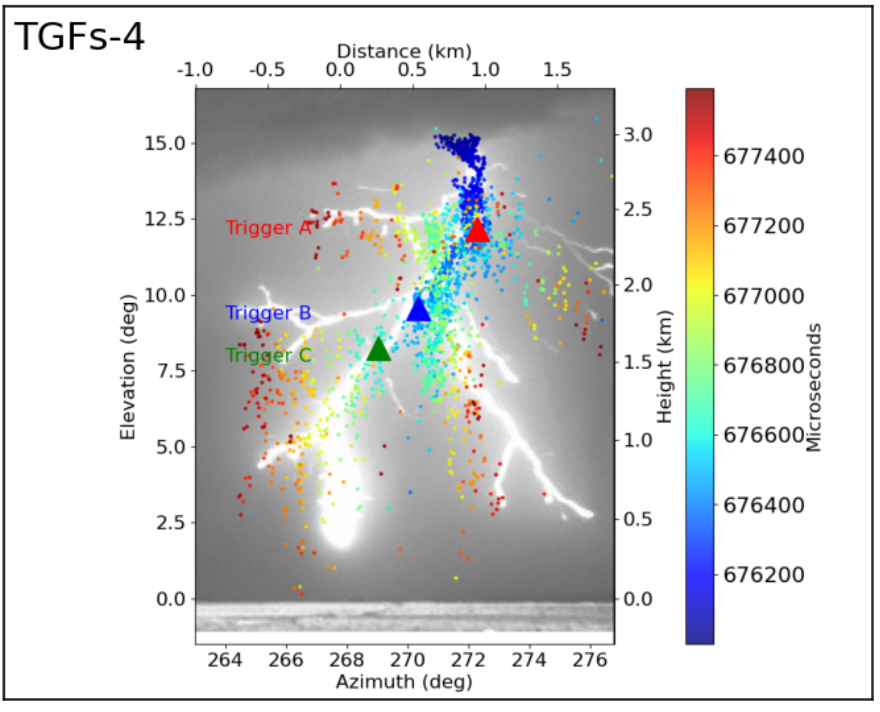 TGFs-4
Distance (km)
-1.0 -0.5 0.0 0.5 1.0 1.5
15.0
12.5
10.0
7.5
5.0
2.5
0.0
Elevation (deg)
Trigger A
Trigger B
Trigger C
3.0
2.5
2.0
1.5
1.0
0.5
0.0
Height (km)
677400
677200
677000
676800
676600
676400
676200
Microseconds
264 266 268 270 272 274 276
Azimuth (deg)